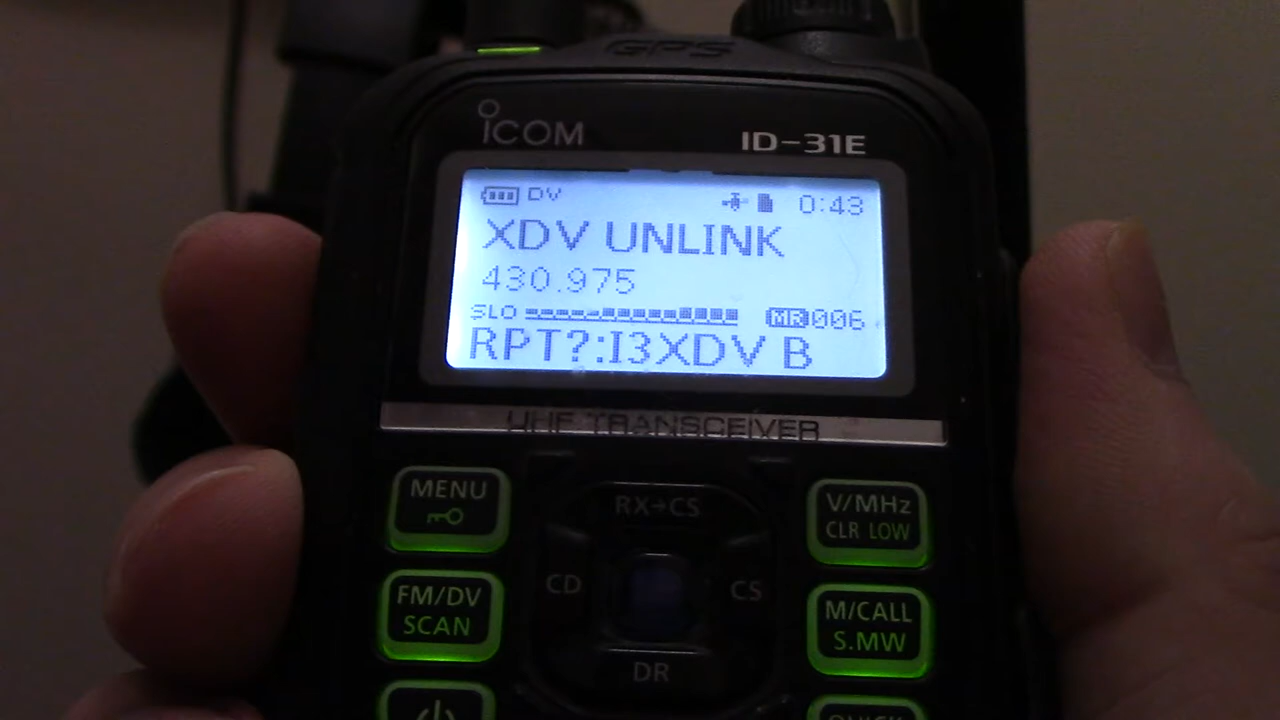 GPS
iCOM
ID-31E
DV 0:43
XDV UNLINK
430.975
SLO MR006
RPT?:I3XDV B
UHF TRANSCEIVER
MENU
RX→CS
V/MHz
CLR LOW
CD
CS
FM/DV
SCAN
M/CALL
S.MW
DR
QUICK